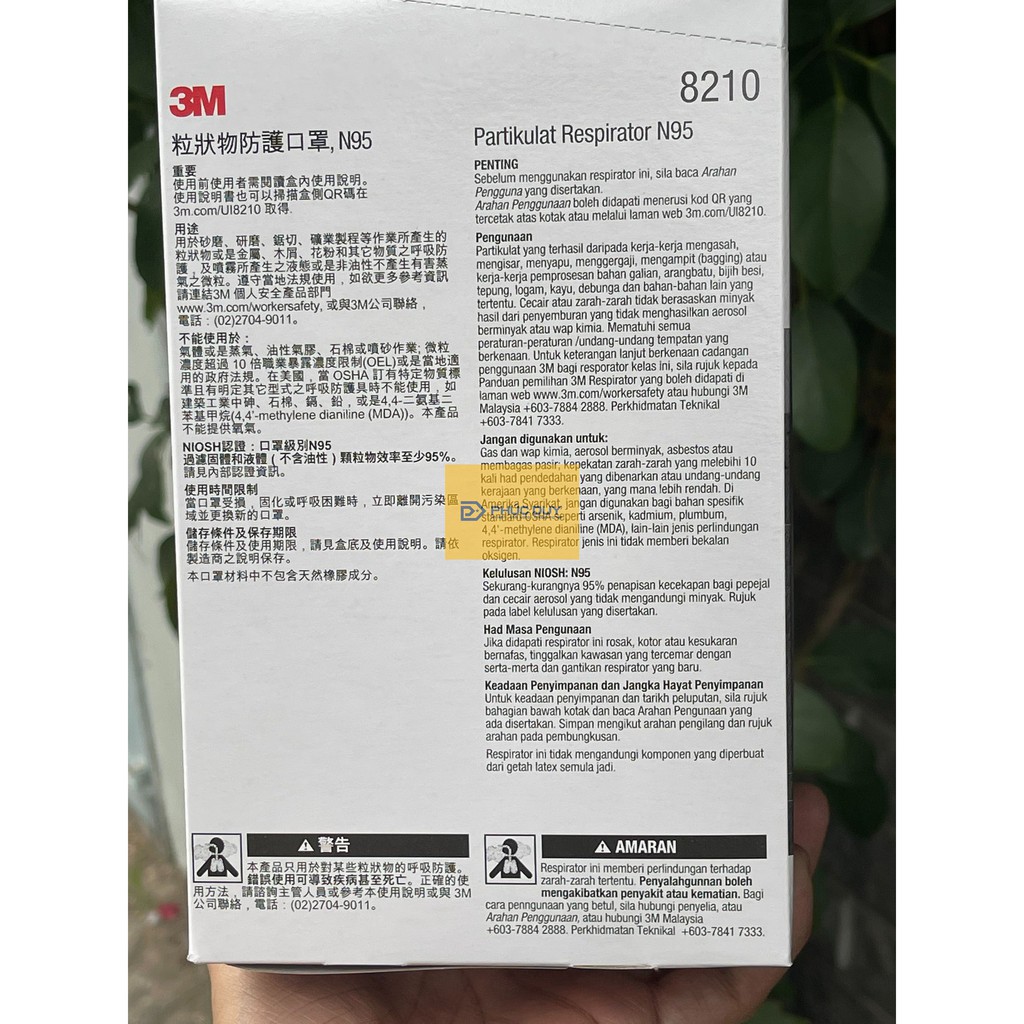 3M
粒狀物防護口罩, N95
重要
使用前使用者需閱讀盒內使用說明。
使用說明書也可以掃描盒側QR碼在
3m.com/UI8210 取得.
用途
用於砂磨、研磨、鋸切、礦業製程等作業所產生的
粒狀物或是金屬、木屑、花粉和其它物質之呼吸防
護，及噴霧所產生之液態或是非油性不產生有害蒸
氣之微粒。遵守當地法規使用，如欲更多參考資訊
請連結3M 個人安全產品部門
www.3m.com/workersafety, 或與3M公司聯絡，
電話：(02)2704-9011。
不能使用於：
氣體或是蒸氣、油性氣膠、石棉或噴砂作業; 微粒
濃度超過 10 倍職業暴露濃度限制(OEL)或是當地適
用的政府法規。在美國，當 OSHA 訂有特定物質標
準且有明定其它型式之呼吸防護具時不能使用，如
建築工業中砷、石棉、鎘、鉛，或是4,4-二氨基二
苯基甲烷(4,4'-methylene dianiline (MDA))。本產品
不能提供氧氣。
NIOSH認證：口罩級別N95
過濾固體和液體 ( 不含油性 ) 顆粒物效率至少95%。
請見內部認證資訊。
使用時間限制
當口罩受損，固化或呼吸困難時，立即離開污染區
域並更換新的口罩。
儲存條件及保存期限
儲存條件及使用期限，請見盒底及使用說明。請依
製造商之說明保存。
本口罩材料中不包含天然橡膠成分。
警告
本產品只用於對某些粒狀物的呼吸防護。
錯誤使用可導致疾病甚至死亡。正確的使
用方法，請諮詢主管人員或參考本使用說明或與 3M
公司聯絡，電話：(02)2704-9011。
8210
Partikulat Respirator N95
PENTING
Sebelum menggunakan respirator ini, sila baca Arahan
Pengguna yang disertakan.
Arahan Penggunaan boleh didapati menerusi kod QR yang
tercetak atas kotak atau melalui laman web 3m.com/UI8210.
Pengunaan
Partikulat yang terhasil daripada kerja-kerja mengasah,
mengisar, menyapu, menggergaji, mengampit (bagging) atau
kerja-kerja pemprosesan bahan galian, arangbatu, bijih besi,
tepung, logam, kayu, debunga dan bahan-bahan lain yang
tertentu. Cecair atau zarah-zarah tidak berasaskan minyak
hasil dari penyemburan yang tidak menghasilkan aerosol
berminyak atau wap kimia. Mematuhi semua
peraturan-peraturan /undang-undang tempatan yang
berkenaan. Untuk keterangan lanjut berkenaan cadangan
penggunaan 3M bagi resporator kelas ini, sila rujuk kepada
Panduan pemilihan 3M Respirator yang boleh didapati di
laman web www.3m.com/workersafety atau hubungi 3M
Malaysia +603-7884 2888. Perkhidmatan Teknikal
+603-7841 7333.
Jangan digunakan untuk:
Gas dan wap kimia, aerosol berminyak, asbestos atau
membagas pasir; kepekatan zarah-zarah yang melebihi 10
kali had pendedahan yang dibenarkan atau undang-undang
kerajaan yang berkenaan, yang mana lebih rendah. Di
Amerika Syarikat, jangan digunakan bagi bahan spesifik
standard OSHA seperti arsenik, kadmium, plumbum,
4,4'-methylene dianiline (MDA), lain-lain jenis perlindungan
respirator. Respirator jenis ini tidak memberi bekalan
oksigen.
PHUC DUY
Kelulusan NIOSH: N95
Sekurang-kurangnya 95% penapisan kecekapan bagi pepejal
dan cecair aerosol yang tidak mengandungi minyak. Rujuk
pada label kelulusan yang disertakan.
Had Masa Pengunaan
Jika didapati respirator ini rosak, kotor atau kesukaran
bernafas, tinggalkan kawasan yang tercemar dengan
serta-merta dan gantikan respirator yang baru.
Keadaan Penyimpanan dan Jangka Hayat Penyimpanan
Untuk keadaan penyimpanan dan tarikh peluputan, sila rujuk
bahagian bawah kotak dan baca Arahan Pengunaan yang
ada disertakan. Simpan mengikut arahan pengilang dan rujuk
arahan pada pembungkusan.
Respirator ini tidak mengandungi komponen yang diperbuat
dari getah latex semula jadi.
AMARAN
Respirator ini memberi perlindungan terhadap
zarah-zarah tertentu. Penyalahgunnan boleh
mengakibatkan penyakit atau kematian. Bagi
cara penngunaan yang betul, sila hubungi penyelia, atau
Arahan Penggunaan, atau hubungi 3M Malaysia
+603-7884 2888. Perkhidmatan Teknikal +603-7841 7333.